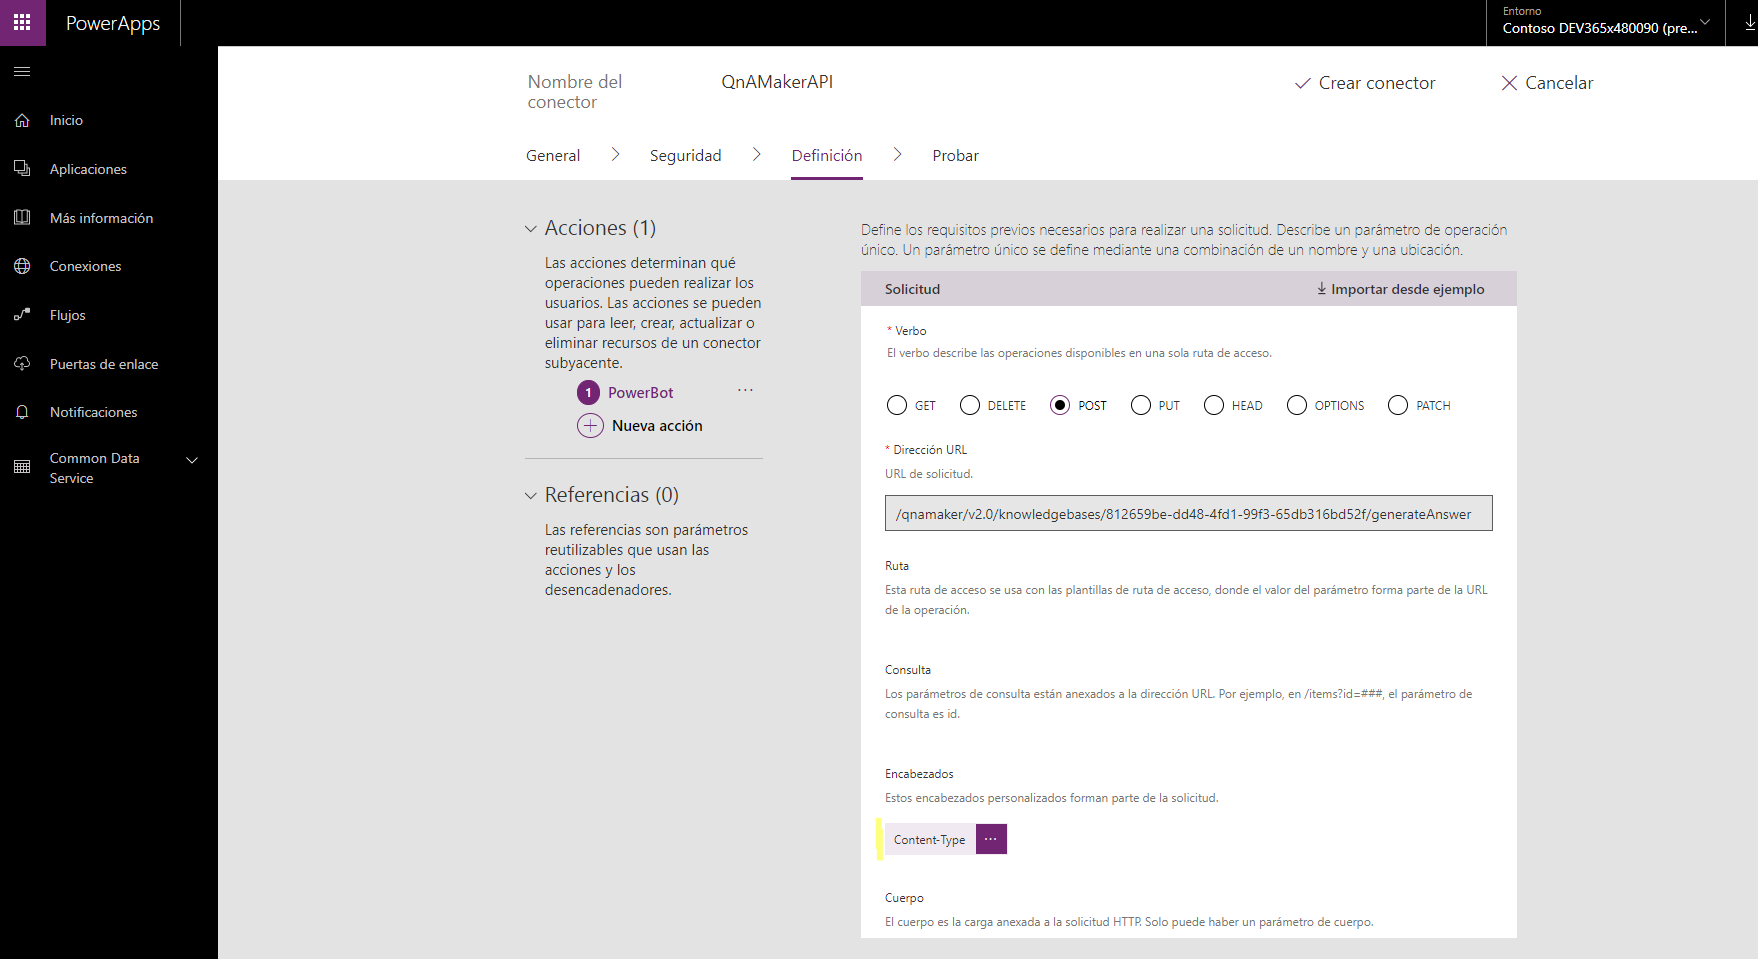 PowerApps
Entorno
Contoso DEV365x480090 (pre...
Inicio
Aplicaciones
Más información
Conexiones
Flujos
Puertas de enlace
Notificaciones
Common Data
Service
Nombre del
conector
QnAMakerAPI
Crear conector
Cancelar
General
Seguridad
Definición
Probar
Acciones (1)
Las acciones determinan qué
operaciones pueden realizar los
usuarios. Las acciones se pueden
usar para leer, crear, actualizar o
eliminar recursos de un conector
subyacente.
1 PowerBot ...
Nueva acción
Referencias (0)
Las referencias son parámetros
reutilizables que usan las
acciones y los
desencadenadores.
Define los requisitos previos necesarios para realizar una solicitud. Describe un parámetro de operación
único. Un parámetro único se define mediante una combinación de un nombre y una ubicación.
Solicitud
Importar desde ejemplo
* Verbo
El verbo describe las operaciones disponibles en una sola ruta de acceso.
GET DELETE POST PUT HEAD OPTIONS PATCH
* Dirección URL
URL de solicitud.
/qnamaker/v2.0/knowledgebases/812659be-dd48-4fd1-99f3-65db316bd52f/generateAnswer
Ruta
Esta ruta de acceso se usa con las plantillas de ruta de acceso, donde el valor del parámetro forma parte de la URL
de la operación.
Consulta
Los parámetros de consulta están anexados a la dirección URL. Por ejemplo, en /items?id=###, el parámetro de
consulta es id.
Encabezados
Estos encabezados personalizados forman parte de la solicitud.
Content-Type ...
Cuerpo
El cuerpo es la carga anexada a la solicitud HTTP. Solo puede haber un parámetro de cuerpo.